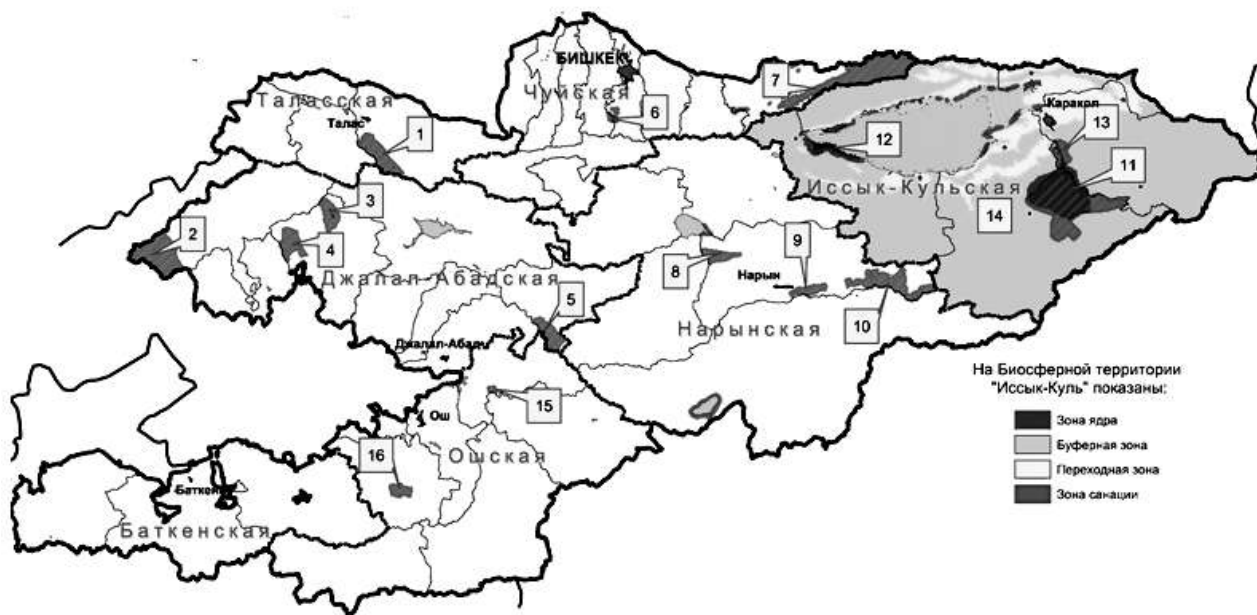 БИШКЕК
Чуйская
7
Таласская
Талас
6
Каракол
1
12
13
Иссык-Кульская
11
3
14
2
4
9
8
Нарын
Джалал-Абадская
5
Нарынская
10
Джалал-Абад
На Биосферной территории
"Иссык-Куль" показаны:
15
Ош
Зона ядра
16
Ошская
Буферная зона
Переходная зона
Баткен
Зона санации
Баткенская